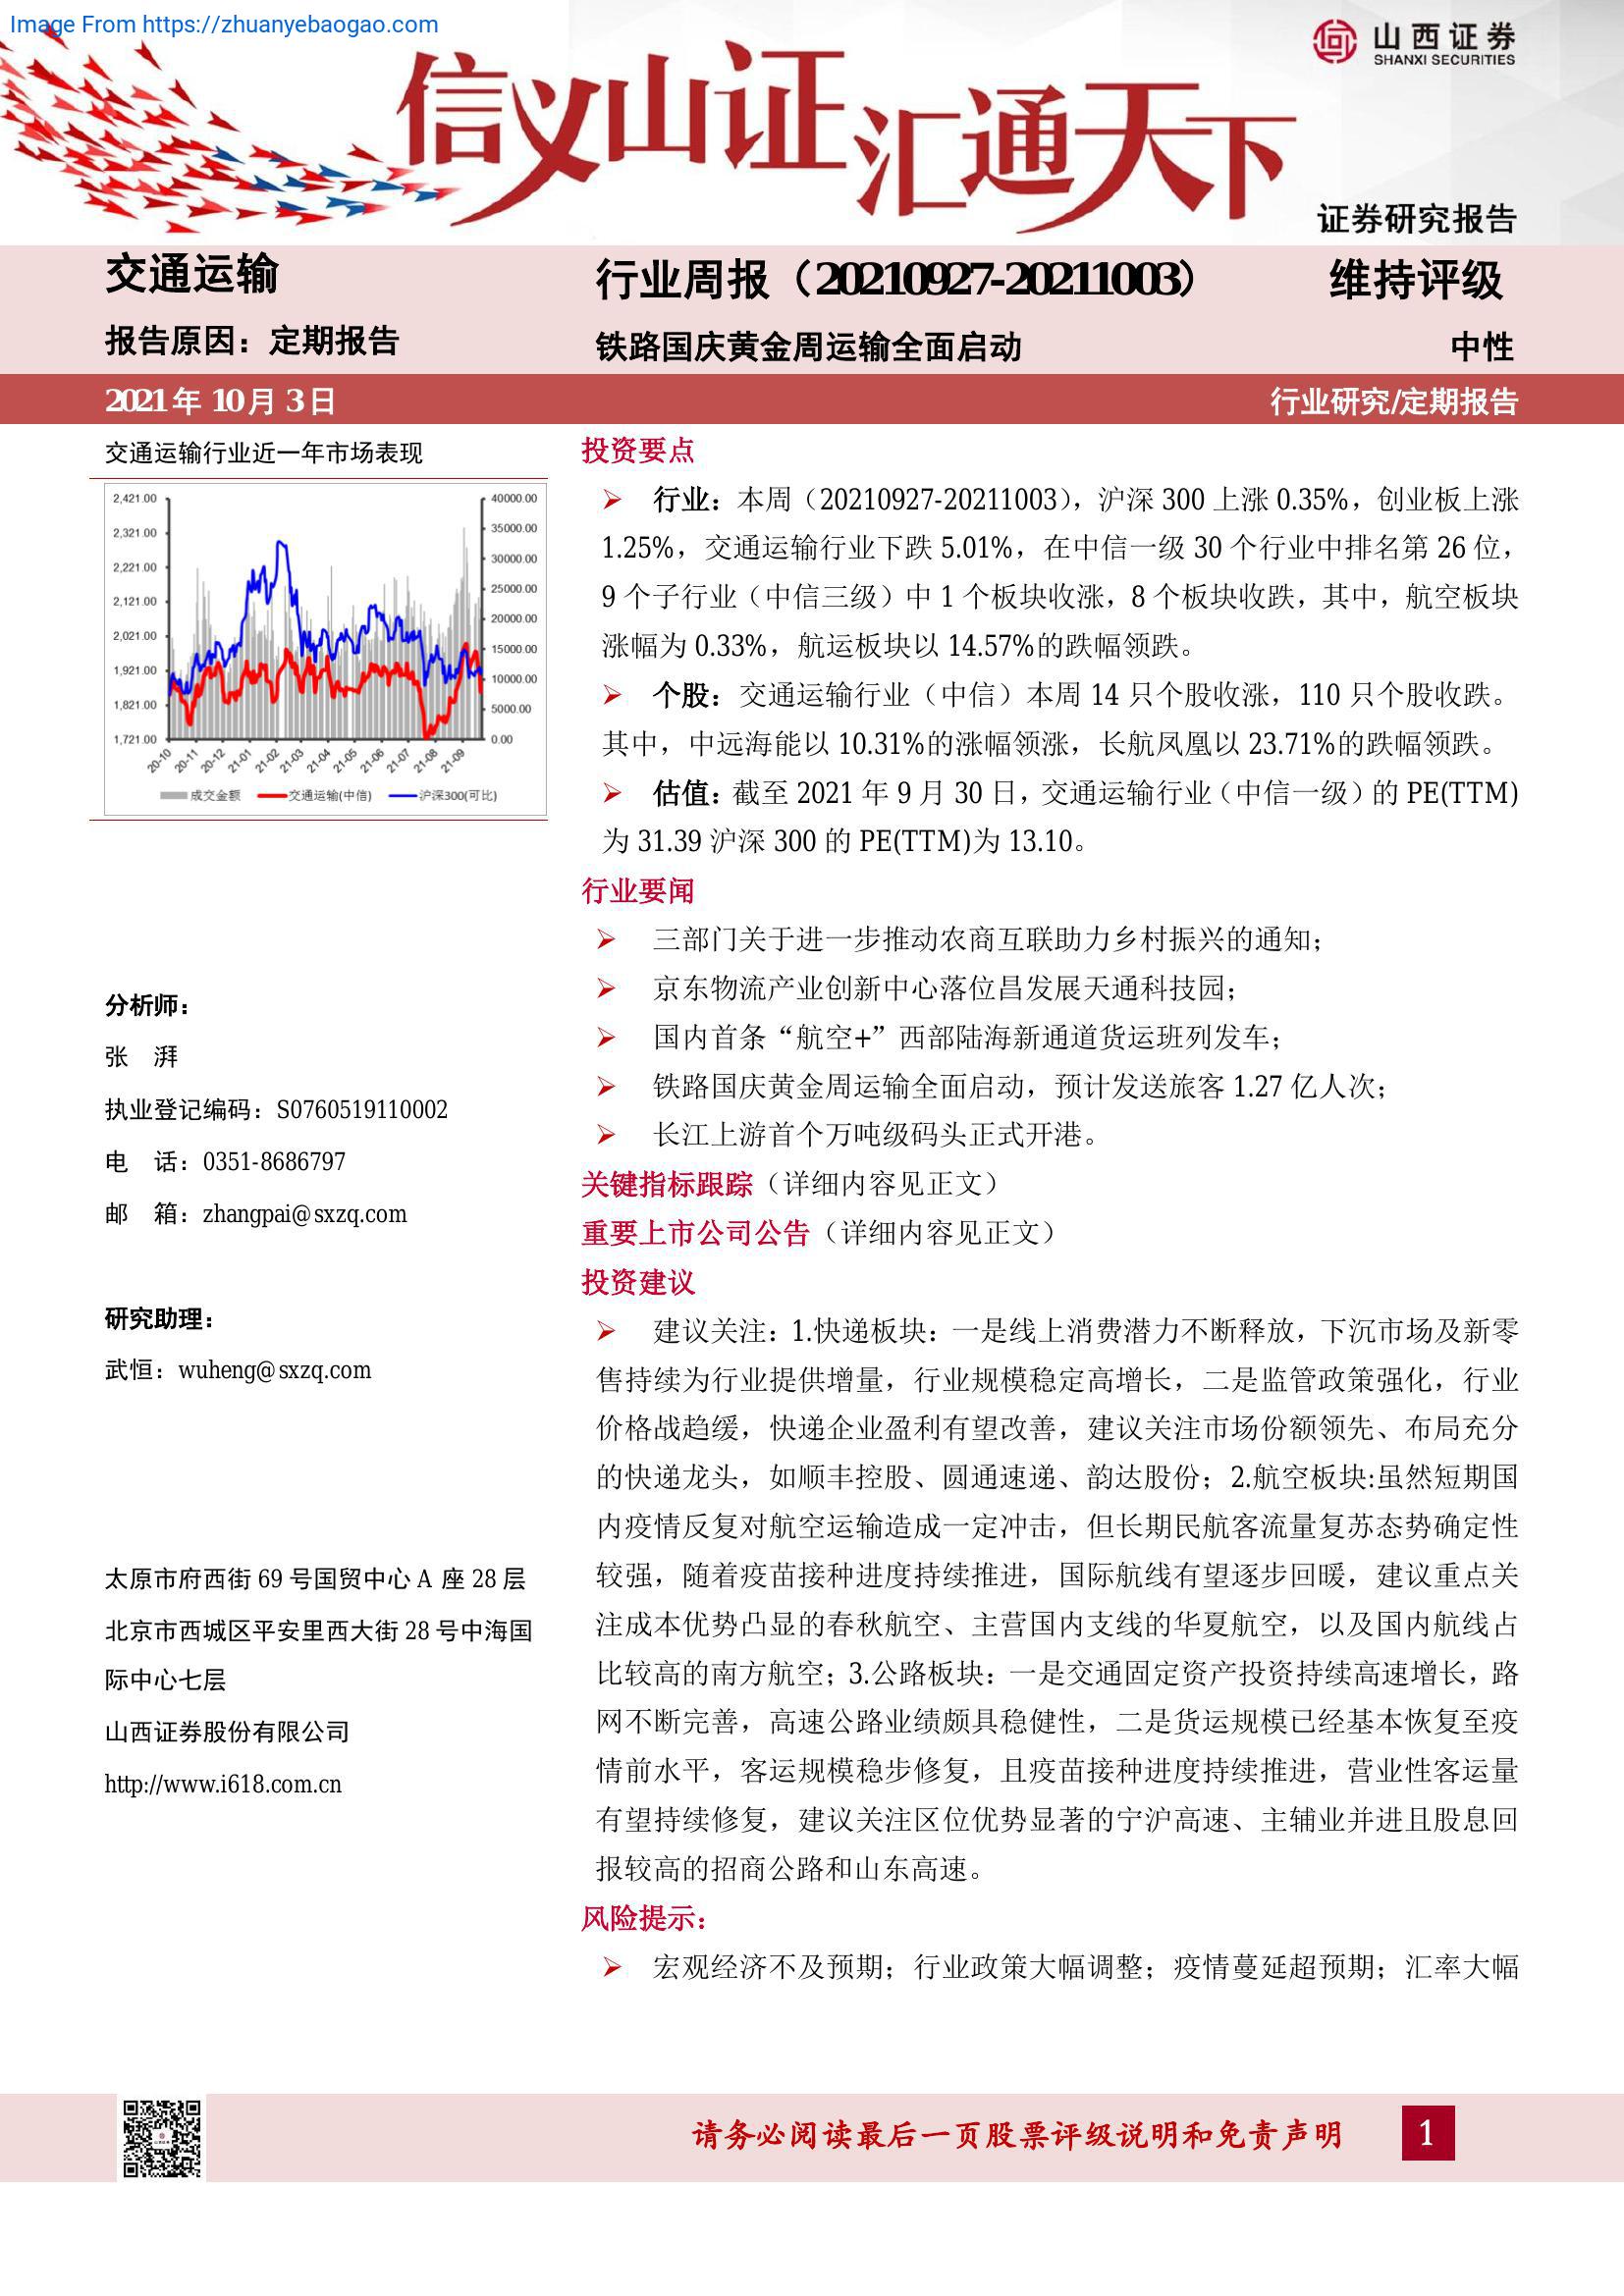 Image From https://zhuanyebaogao.com
山西证券
SHANXI SECURITIES
信义山证 汇通天下
证券研究报告
交通运输
报告原因：定期报告
行业周报（20210927-20211003）
维持评级
铁路国庆黄金周运输全面启动
中性
2021 年 10 月 3 日
行业研究/定期报告
交通运输行业近一年市场表现
2,421.00
2,321.00
2,221.00
2,121.00
2,021.00
1,921.00
1,821.00
1,721.00
40000.00
35000.00
30000.00
25000.00
20000.00
15000.00
10000.00
5000.00
0.00
20-10
20-11
20-12
21-01
21-02
21-03
21-04
21-05
21-06
21-07
21-08
21-09
成交金额 交通运输(中信) 沪深300(可比)
分析师：
张 湃
执业登记编码：S0760519110002
电 话：0351-8686797
邮 箱：zhangpai@sxzq.com
研究助理：
武恒：wuheng@sxzq.com
太原市府西街 69 号国贸中心 A 座 28 层
北京市西城区平安里西大街 28 号中海国
际中心七层
山西证券股份有限公司
http://www.i618.com.cn
投资要点
➢ 行业：本周（20210927-20211003），沪深 300 上涨 0.35%，创业板上涨
1.25%，交通运输行业下跌 5.01%，在中信一级 30 个行业中排名第 26 位，
9 个子行业（中信三级）中 1 个板块收涨，8 个板块收跌，其中，航空板块
涨幅为 0.33%，航运板块以 14.57%的跌幅领跌。
➢ 个股：交通运输行业（中信）本周 14 只个股收涨，110 只个股收跌。
其中，中远海能以 10.31%的涨幅领涨，长航凤凰以 23.71%的跌幅领跌。
➢ 估值：截至 2021 年 9 月 30 日，交通运输行业（中信一级）的 PE(TTM)
为 31.39 沪深 300 的 PE(TTM)为 13.10。
行业要闻
➢ 三部门关于进一步推动农商互联助力乡村振兴的通知；
➢ 京东物流产业创新中心落位昌发展天通科技园；
➢ 国内首条“航空+”西部陆海新通道货运班列发车；
➢ 铁路国庆黄金周运输全面启动，预计发送旅客 1.27 亿人次；
➢ 长江上游首个万吨级码头正式开港。
关键指标跟踪（详细内容见正文）
重要上市公司公告（详细内容见正文）
投资建议
➢ 建议关注：1.快递板块：一是线上消费潜力不断释放，下沉市场及新零
售持续为行业提供增量，行业规模稳定高增长，二是监管政策强化，行业
价格战趋缓，快递企业盈利有望改善，建议关注市场份额领先、布局充分
的快递龙头，如顺丰控股、圆通速递、韵达股份；2.航空板块:虽然短期国
内疫情反复对航空运输造成一定冲击，但长期民航客流量复苏态势确定性
较强，随着疫苗接种进度持续推进，国际航线有望逐步回暖，建议重点关
注成本优势凸显的春秋航空、主营国内支线的华夏航空，以及国内航线占
比较高的南方航空；3.公路板块：一是交通固定资产投资持续高速增长，路
网不断完善，高速公路业绩颇具稳健性，二是货运规模已经基本恢复至疫
情前水平，客运规模稳步修复，且疫苗接种进度持续推进，营业性客运量
有望持续修复，建议关注区位优势显著的宁沪高速、主辅业并进且股息回
报较高的招商公路和山东高速。
风险提示：
➢ 宏观经济不及预期；行业政策大幅调整；疫情蔓延超预期；汇率大幅
请务必阅读最后一页股票评级说明和免责声明
1